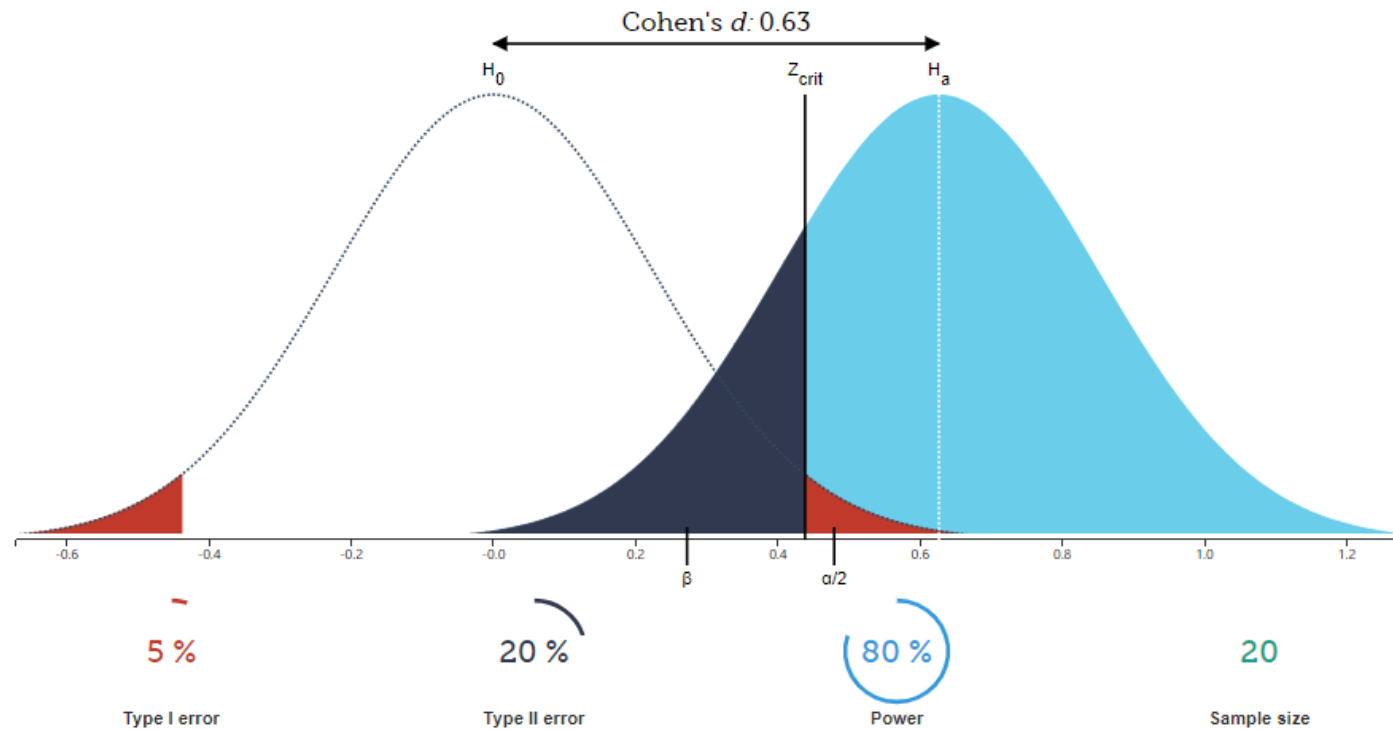 Cohen's d: 0.63
H0 Zcrit Ha
-0.6 -0.4 -0.2 -0.0 0.2 0.4 0.6 0.8 1.0 1.2
β α/2
5 % 20 % 80 % 20
Type I error Type II error Power Sample size